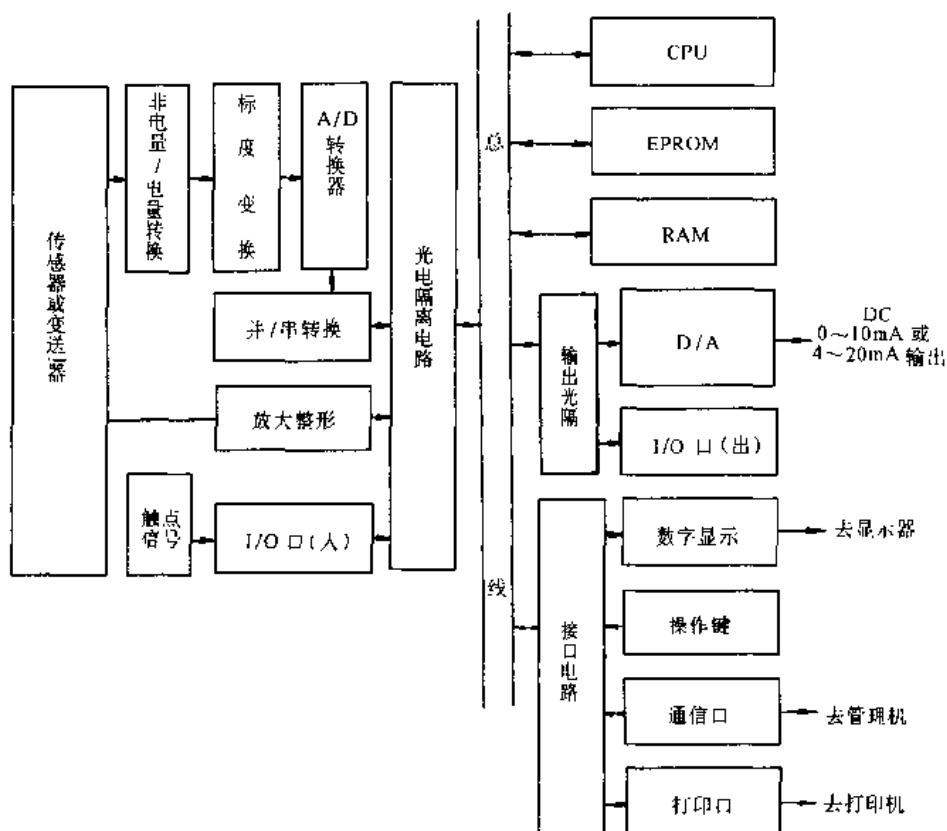 传感器或变送器
非电量/电量转换
标度变换
A/D
转换器
并/串转换
放大整形
触点
信号
I/O 口(人)
光电隔离电路
总线
CPU
EPROM
RAM
输出光隔
D/A
DC
0～10mA 或
4～20mA 输出
I/O 口(出)
接口电路
数字显示
去显示器
操作键
通信口
去管理机
打印口
去打印机